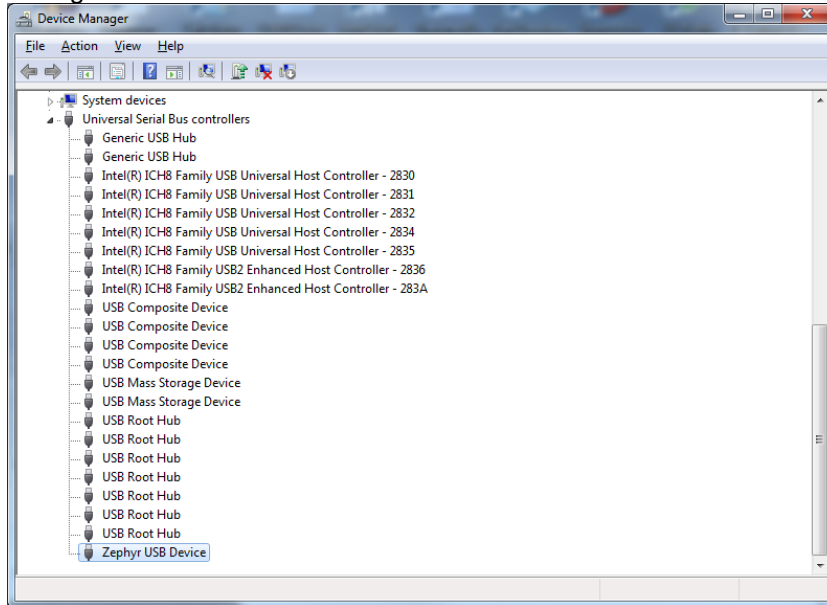 Device Manager
File Action View Help
System devices
Universal Serial Bus controllers
Generic USB Hub
Generic USB Hub
Intel(R) ICH8 Family USB Universal Host Controller - 2830
Intel(R) ICH8 Family USB Universal Host Controller - 2831
Intel(R) ICH8 Family USB Universal Host Controller - 2832
Intel(R) ICH8 Family USB Universal Host Controller - 2834
Intel(R) ICH8 Family USB Universal Host Controller - 2835
Intel(R) ICH8 Family USB2 Enhanced Host Controller - 2836
Intel(R) ICH8 Family USB2 Enhanced Host Controller - 283A
USB Composite Device
USB Composite Device
USB Composite Device
USB Composite Device
USB Mass Storage Device
USB Mass Storage Device
USB Root Hub
USB Root Hub
USB Root Hub
USB Root Hub
USB Root Hub
USB Root Hub
USB Root Hub
Zephyr USB Device